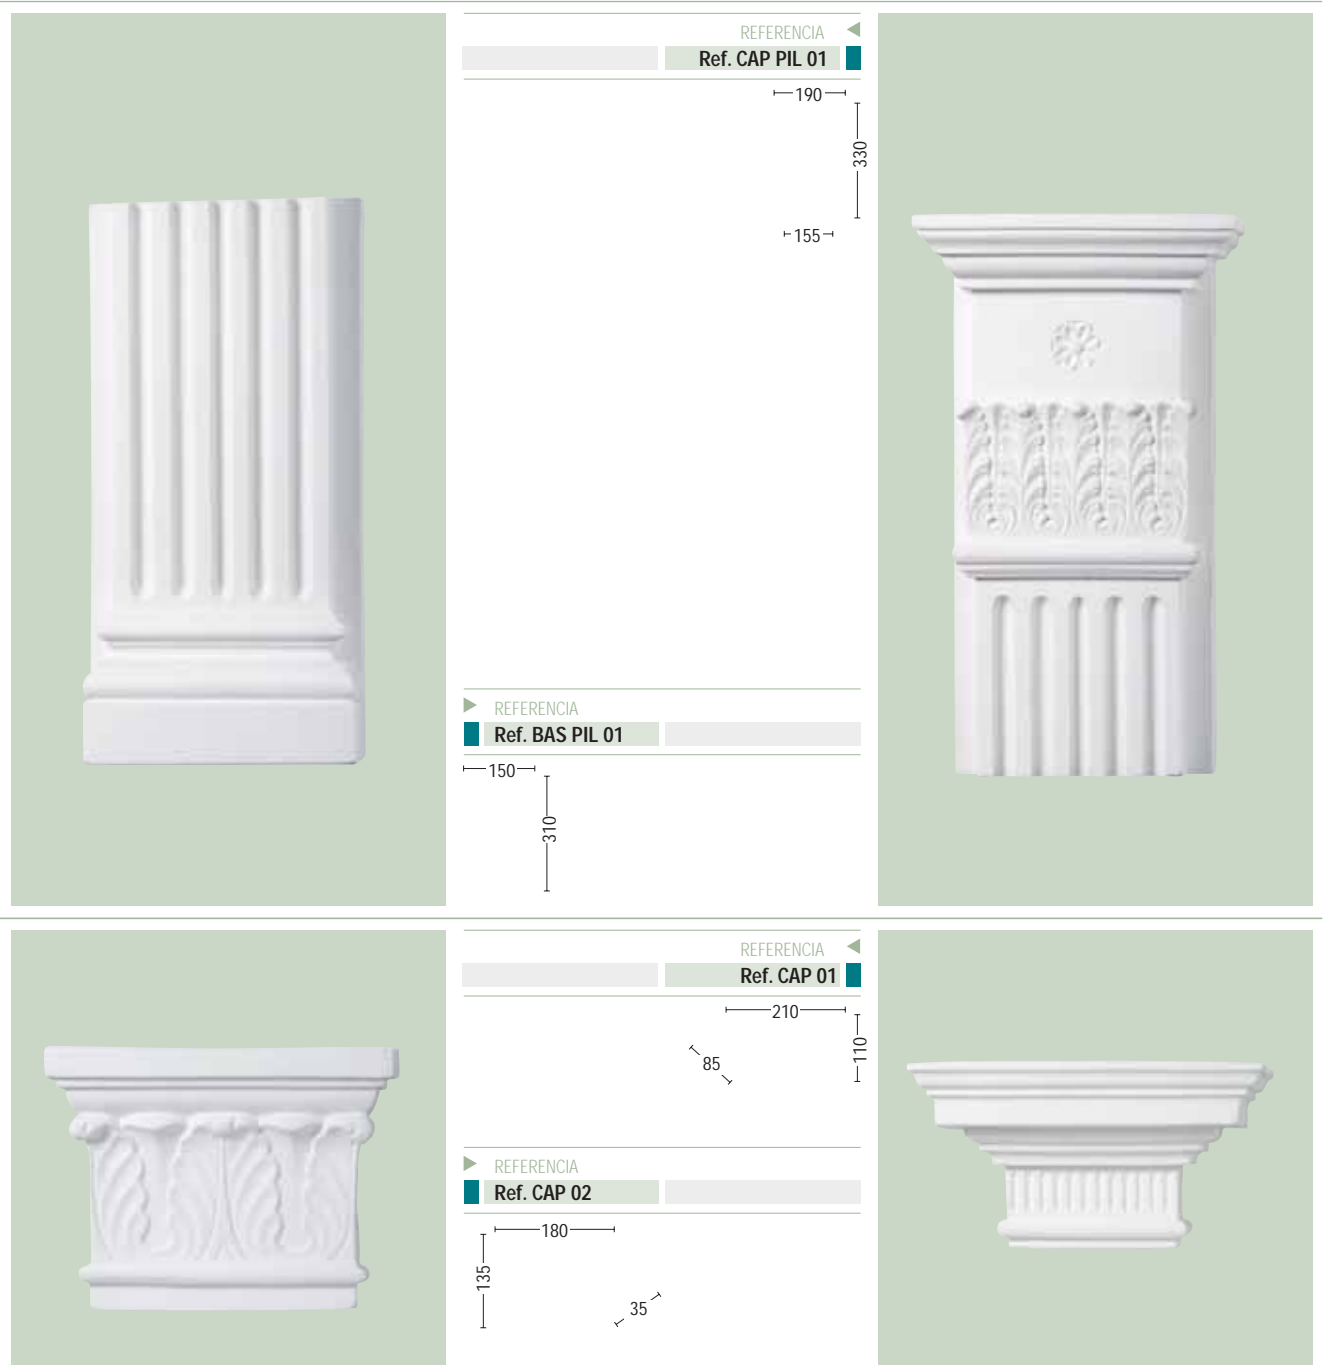 REFERENCIA
Ref. CAP PIL 01
190
330
155
REFERENCIA
Ref. BAS PIL 01
150
310
REFERENCIA
Ref. CAP 01
210
110
85
REFERENCIA
Ref. CAP 02
180
135
35